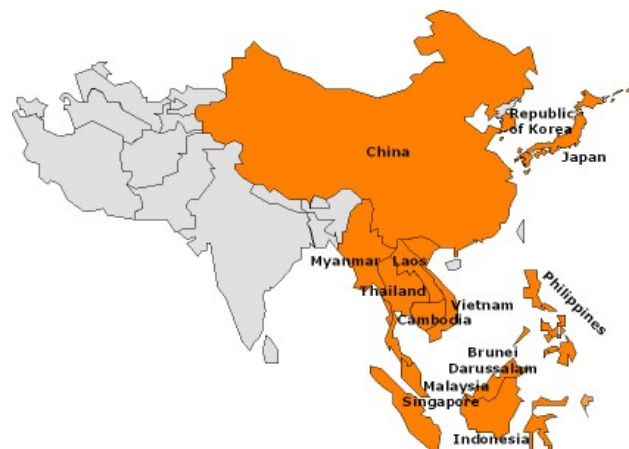 Republic
of Korea
China
Japan
Myanmar
Laos
Thailand
Philippines
Vietnam
Cambodia
Brunei
Darussalam
Malaysia
Singapore
Indonesia